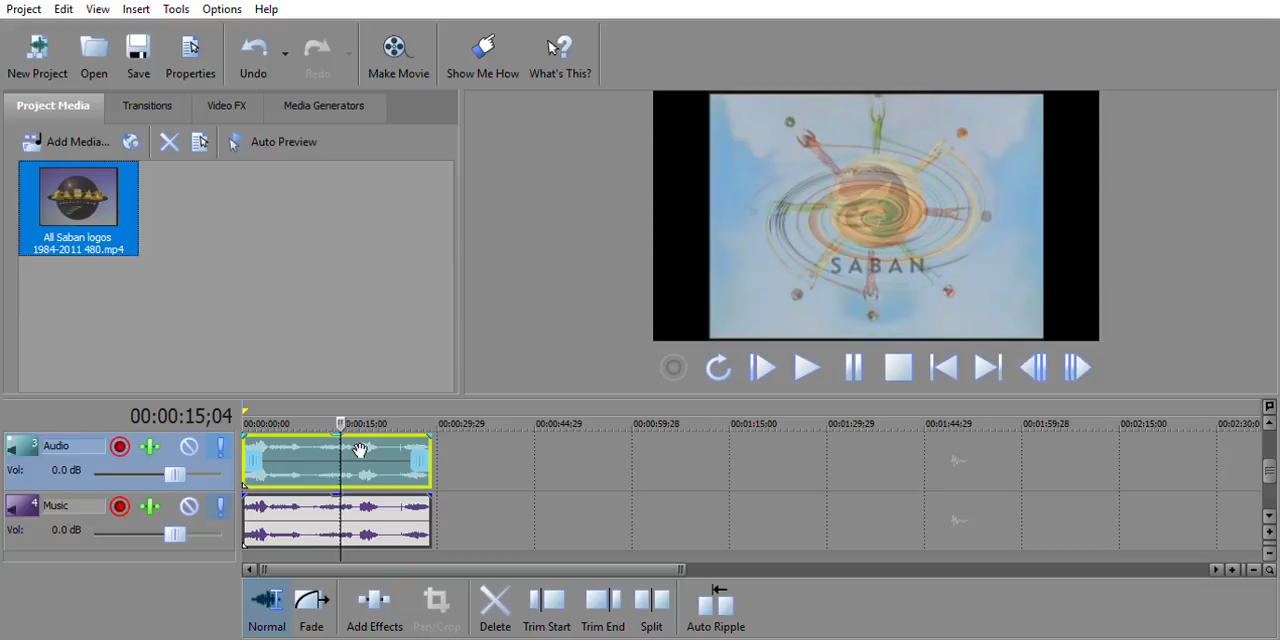 Project Edit View Insert Tools Options Help
New Project Open Save Properties Undo Redo Make Movie Show Me How What's This?
Project Media Transitions Video FX Media Generators
Add Media... Auto Preview
SABAN
All Saban logos
1984-2011 480.mp4
SABAN
00:00:15;04
00:00:00;00 0:00:15:00 00:00:29:29 00:00:44:29 00:00:59:28 00:01:15:00 00:01:29:29 00:01:44:29 00:01:59:28 00:02:15:00 00:02:30:0
3 Audio
Vol: 0.0 dB
4 Music
Vol: 0.0 dB
Normal Fade Add Effects Pan/Crop Delete Trim Start Trim End Split Auto Ripple